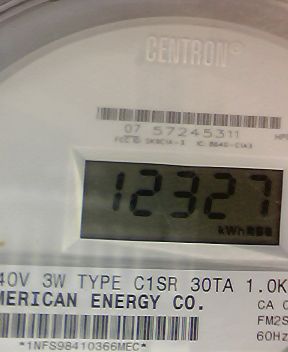 CENTRON®
07 57245311
12327
kWh
40V 3W TYPE C1SR 30TA 1.0K
MERICAN ENERGY CO.
CA
FM2S
60Hz
*1NFS98410366MEC*